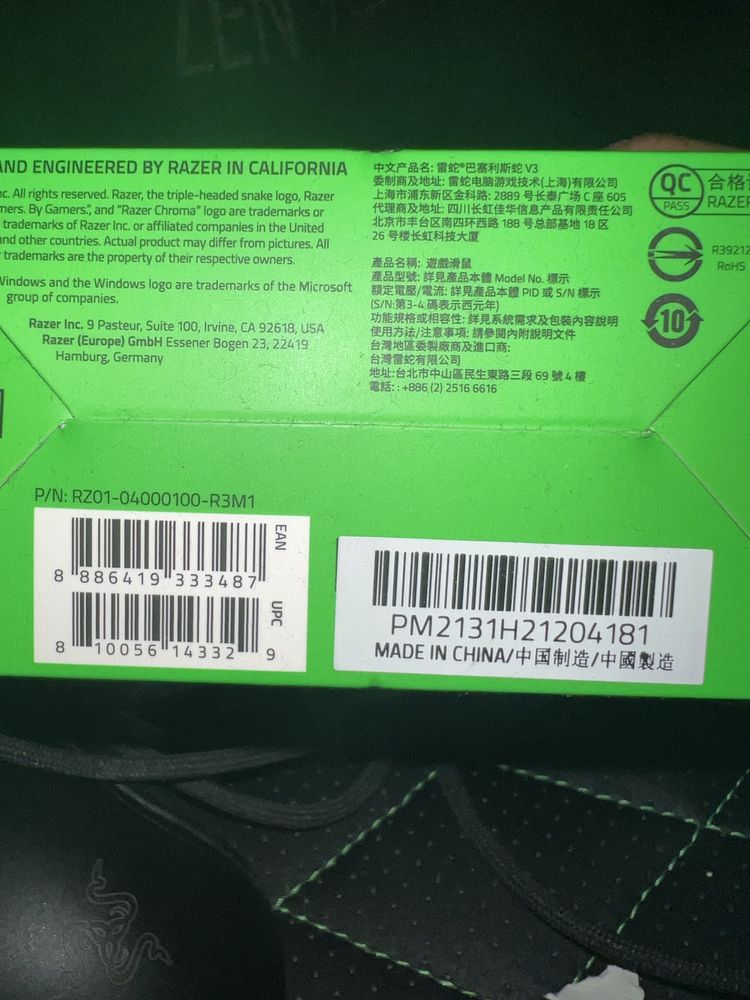 ZEN
AND ENGINEERED BY RAZER IN CALIFORNIA
nc. All rights reserved. Razer, the triple-headed snake logo, Razer
mers. By Gamers.", and "Razer Chroma" logo are trademarks or
trademarks of Razer Inc. or affiliated companies in the United
and other countries. Actual product may differ from pictures. All
trademarks are the property of their respective owners.
Windows and the Windows logo are trademarks of the Microsoft
group of companies.
Razer Inc. 9 Pasteur, Suite 100, Irvine, CA 92618, USA
Razer (Europe) GmbH Essener Bogen 23, 22419
Hamburg, Germany
中文产品名: 雷蛇®巴塞利斯蛇 V3
委制商及地址: 雷蛇电脑游戏技术(上海)有限公司
上海市浦东新区金科路: 2889 号长泰广场 C 座 605
代理商及地址: 四川长虹佳华信息产品有限责任公司
北京市丰台区南四环西路 188 号总部基地 18 区
26 号楼长虹科技大厦
產品名稱: 遊戲滑鼠
產品型號: 詳見產品本體 Model No. 標示
額定電壓/電流: 詳見產品本體 PID 或 S/N 標示
(S/N:第3-4 碼表示西元年)
功能規格或相容性: 詳見系統需求及包裝內容說明
使用方法/注意事項: 請參閱內附說明文件
台灣地區委製廠商及進口商:
台灣雷蛇有限公司
地址:台北市中山區民生東路三段 69 號 4 樓
電話: : +886 (2) 2516 6616
QC
PASS
合格
RAZER
R39212
RoHS
10
P/N: RZ01-04000100-R3M1
EAN
8 886419 333487
UPC
8 10056 14332 9
PM2131H21204181
MADE IN CHINA/中国制造/中國製造